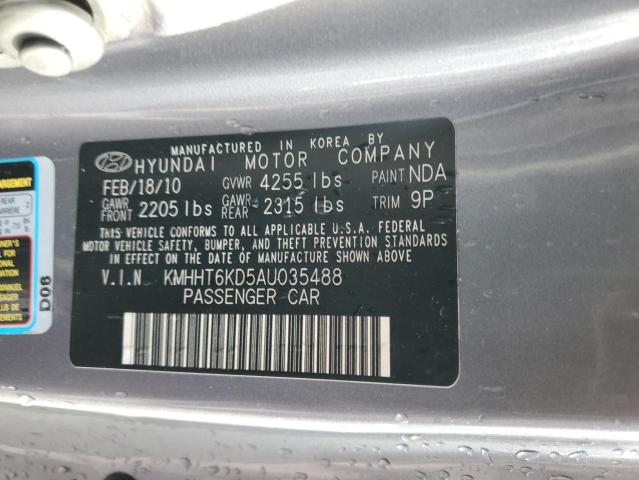 MANUFACTURED IN KOREA BY
HYUNDAI MOTOR COMPANY
FEB/18/10 GVWR 4255 lbs PAINT NDA
GAWR FRONT 2205 lbs GAWR REAR 2315 lbs TRIM 9P
THIS VEHICLE CONFORMS TO ALL APPLICABLE U.S.A. FEDERAL
MOTOR VEHICLE SAFETY, BUMPER, AND THEFT PREVENTION STANDARDS
IN EFFECT ON THE DATE OF MANUFACTURE SHOWN ABOVE.
V.I.N KMHHT6KD5AU035488
PASSENGER CAR
D08